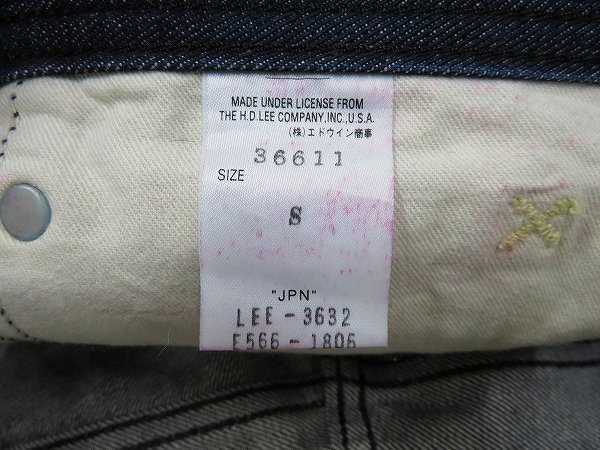 MADE UNDER LICENSE FROM
THE H.D.LEE COMPANY,INC.,U.S.A.
(株)エドウイン商事
36611
SIZE
S
"JPN"
LEE-3632
E566-1806